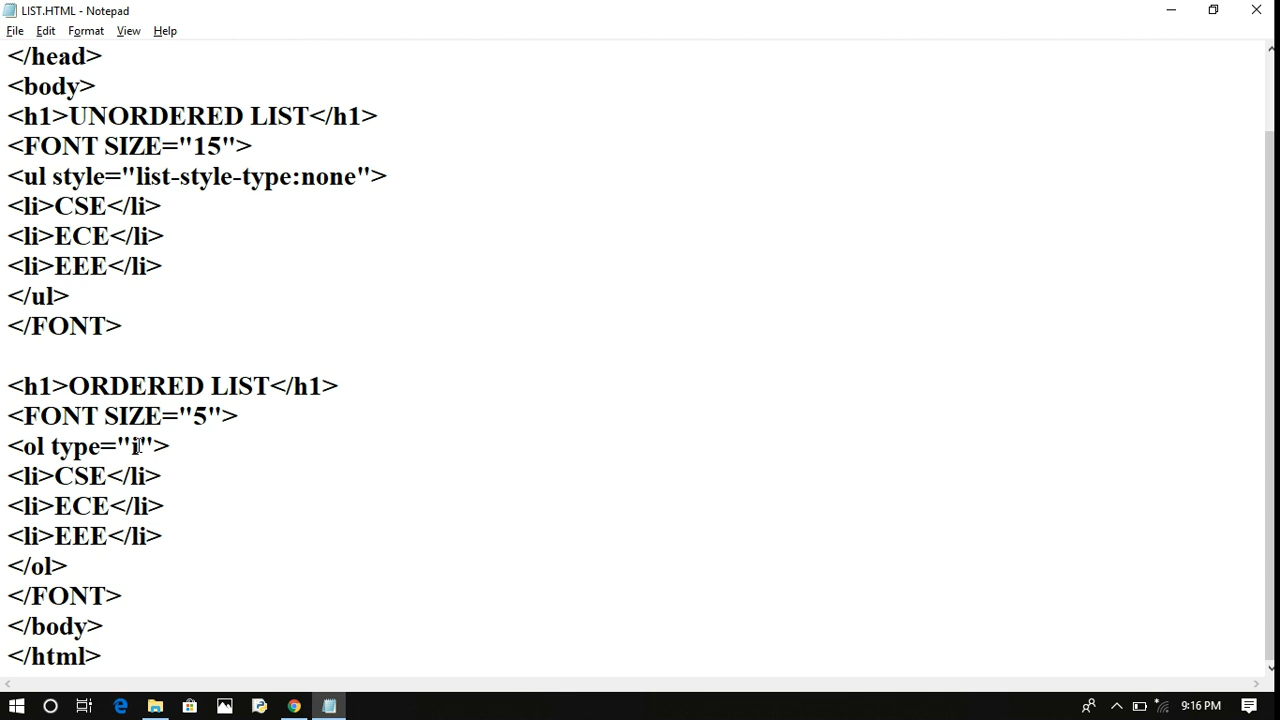 LIST.HTML - Notepad
File Edit Format View Help
</head>
<body>
<h1>UNORDERED LIST</h1>
<FONT SIZE="15">
<ul style="list-style-type:none">
<li>CSE</li>
<li>ECE</li>
<li>EEE</li>
</ul>
</FONT>
<h1>ORDERED LIST</h1>
<FONT SIZE="5">
<ol type="i">
<li>CSE</li>
<li>ECE</li>
<li>EEE</li>
</ol>
</FONT>
</body>
</html>
9:16 PM